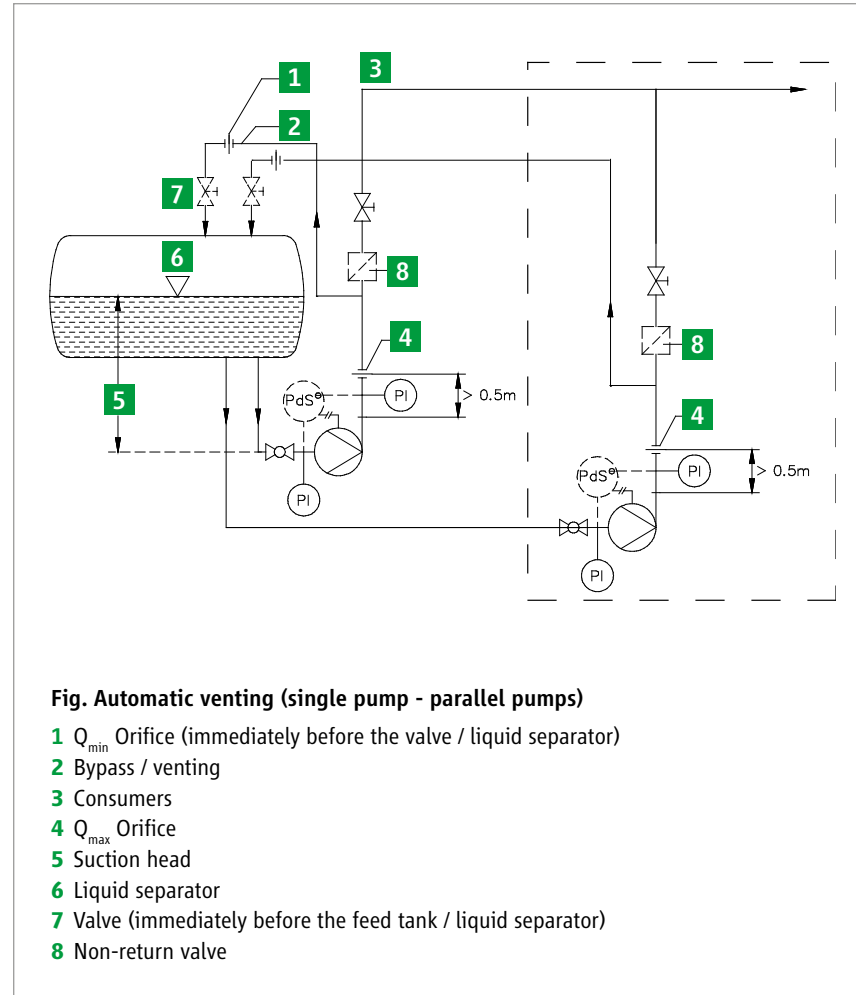 1
3
2
7
6
8
8
4
5
PdS
PI
> 0.5m
4
PI
PdS
PI
> 0.5m
PI
Fig. Automatic venting (single pump - parallel pumps)
1 Qmin Orifice (immediately before the valve / liquid separator)
2 Bypass / venting
3 Consumers
4 Qmax Orifice
5 Suction head
6 Liquid separator
7 Valve (immediately before the feed tank / liquid separator)
8 Non-return valve